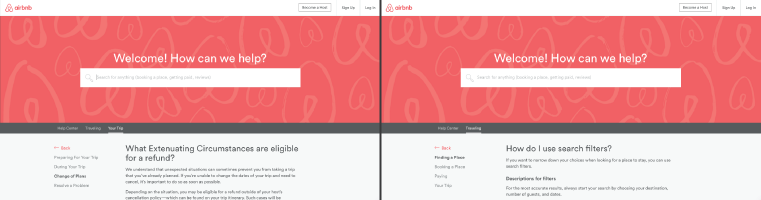 airbnb
Become a Host Sign Up Log In
Welcome! How can we help?
Search for anything (booking a place, getting paid, reviews)
Help Center Traveling Your Trip
← Back
Preparing For Your Trip
During Your Trip
Change of Plans
Resolve a Problem
What Extenuating Circumstances are eligible
for a refund?
We understand that unexpected situations can sometimes prevent you from taking a trip
that you've already planned. If you're unable to change the dates of your trip and need to
cancel, it's important to do so as soon as possible.
Depending on the situation, you may be eligible for a refund outside of your host's
cancellation policy—which can be found on your trip itinerary. Such cases will be
airbnb
Become a Host Sign Up Log In
Welcome! How can we help?
Search for anything (booking a place, getting paid, reviews)
Help Center Traveling
← Back
Finding a Place
Booking a Place
Paying
Your Trip
How do I use search filters?
If you want to narrow down your choices when looking for a place to stay, you can use
search filters.
Descriptions for filters
For the most accurate results, always start your search by choosing your destination,
number of guests, and dates.